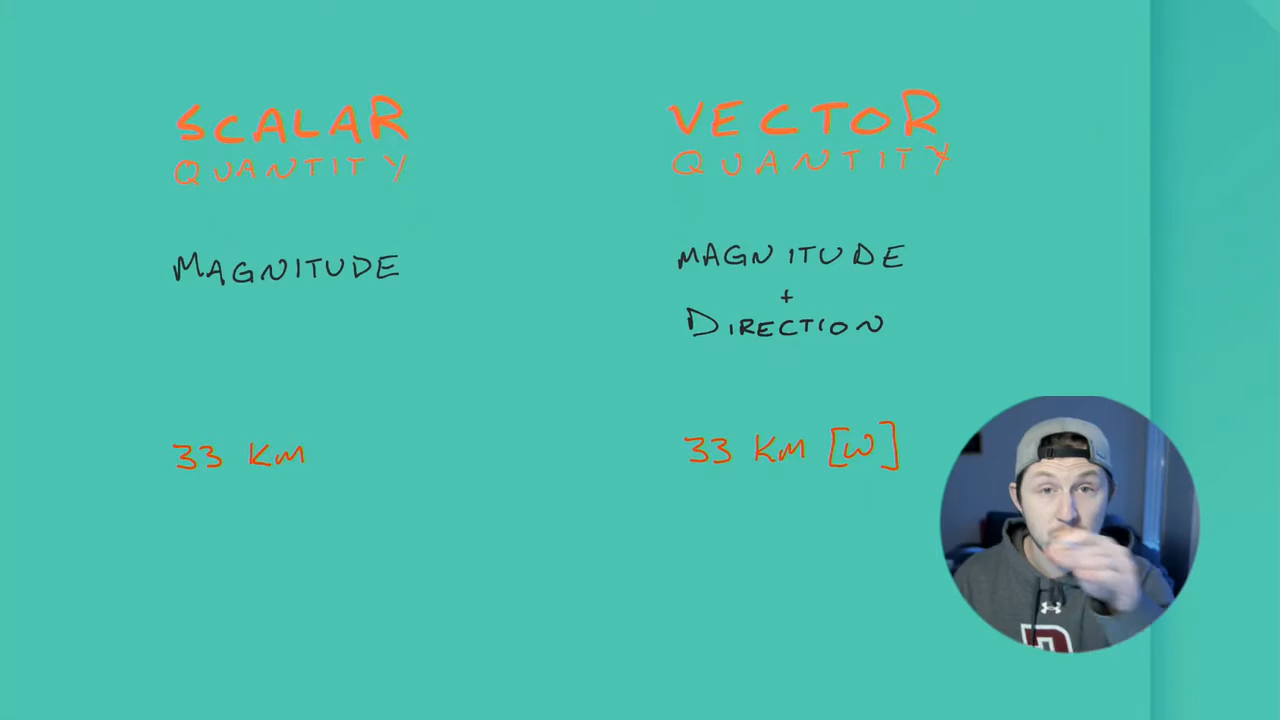 SCALAR
QUANTITY
MAGNITUDE
33 KM
VECTOR
QUANTITY
MAGNITUDE
+
DIRECTION
33 KM [W]